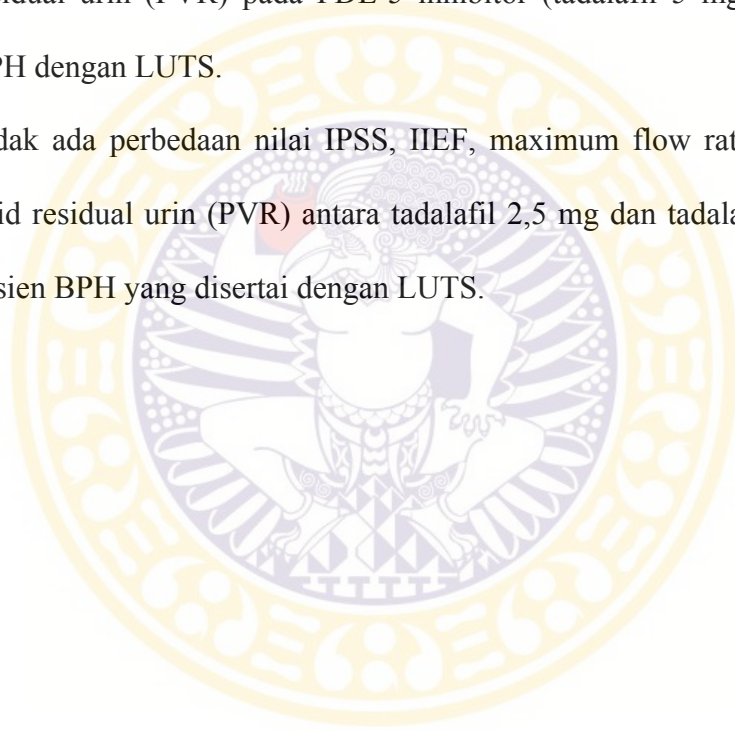 PH dengan LUTS.
dak ada perbedaan nilai IPSS, IIEF, maximum flow rat
id residual urin (PVR) antara tadalafil 2,5 mg dan tadala
sien BPH yang disertai dengan LUTS.